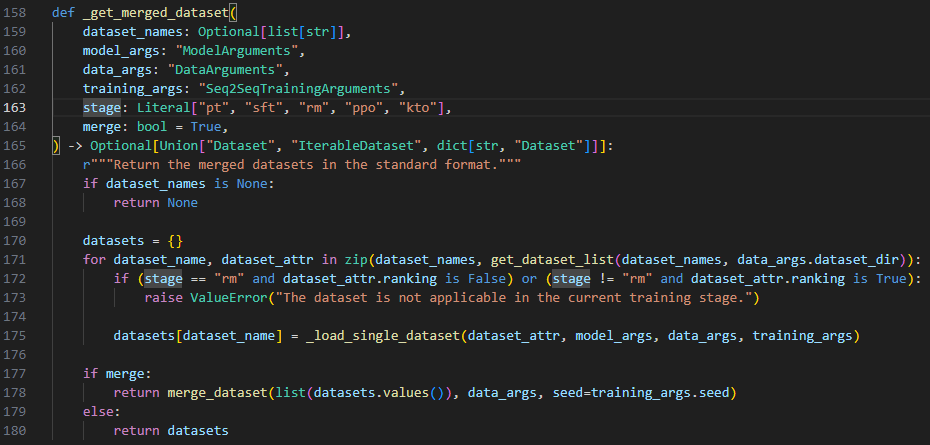 158 def _get_merged_dataset(
159     dataset_names: Optional[list[str]],
160     model_args: "ModelArguments",
161     data_args: "DataArguments",
162     training_args: "Seq2SeqTrainingArguments",
163     stage: Literal["pt", "sft", "rm", "ppo", "kto"],
164     merge: bool = True,
165 ) -> Optional[Union["Dataset", "IterableDataset", dict[str, "Dataset"]]]:
166     r"""Return the merged datasets in the standard format."""
167     if dataset_names is None:
168         return None
169
170     datasets = {}
171     for dataset_name, dataset_attr in zip(dataset_names, get_dataset_list(dataset_names, data_args.dataset_dir)):
172         if (stage == "rm" and dataset_attr.ranking is False) or (stage != "rm" and dataset_attr.ranking is True):
173             raise ValueError("The dataset is not applicable in the current training stage.")
174
175         datasets[dataset_name] = _load_single_dataset(dataset_attr, model_args, data_args, training_args)
176
177     if merge:
178         return merge_dataset(list(datasets.values()), data_args, seed=training_args.seed)
179     else:
180         return datasets